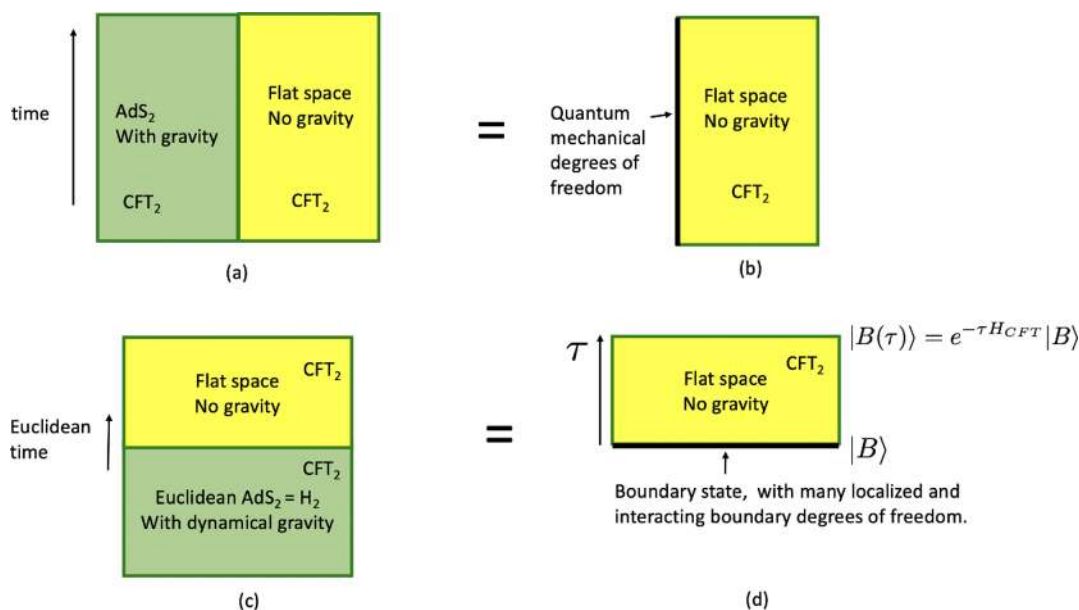 time
AdS₂
With gravity
CFT₂
Flat space
No gravity
CFT₂
(a)
=
Quantum
mechanical
degrees of
freedom
Flat space
No gravity
CFT₂
(b)
Euclidean
time
CFT₂
Flat space
No gravity
CFT₂
Euclidean AdS₂ = H₂
With dynamical gravity
(c)
=
τ
CFT₂
Flat space
No gravity
|B(τ)⟩ = e^{-τH_{CFT}}|B⟩
|B⟩
Boundary state, with many localized and
interacting boundary degrees of freedom.
(d)